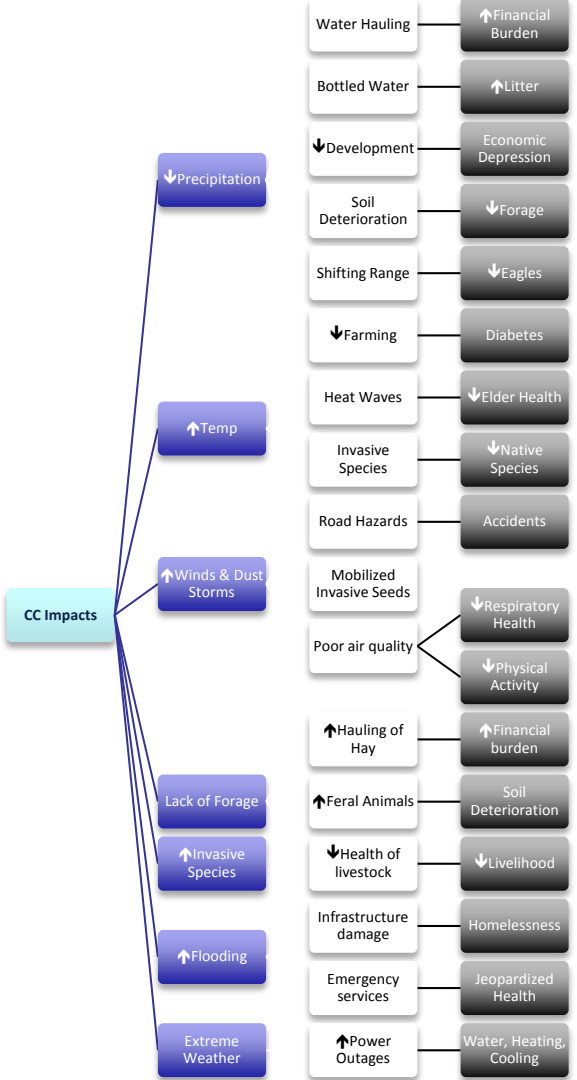 Water Hauling
↑Financial
Burden
Bottled Water
↑Litter
↓Precipitation
↓Development
Economic
Depression
Soil
Deterioration
↓Forage
Shifting Range
↓Eagles
↓Farming
Diabetes
↑Temp
Heat Waves
↓Elder Health
Invasive
Species
↓Native
Species
Road Hazards
Accidents
CC Impacts
↑Winds & Dust
Storms
Mobilized
Invasive Seeds
Poor air quality
↓Respiratory
Health
↓Physical
Activity
Lack of Forage
↑Hauling of
Hay
↑Financial
burden
↑Feral Animals
Soil
Deterioration
↑Invasive
Species
↓Health of
livestock
↓Livelihood
↑Flooding
Infrastructure
damage
Homelessness
Emergency
services
Jeopardized
Health
Extreme
Weather
↑Power
Outages
Water, Heating,
Cooling